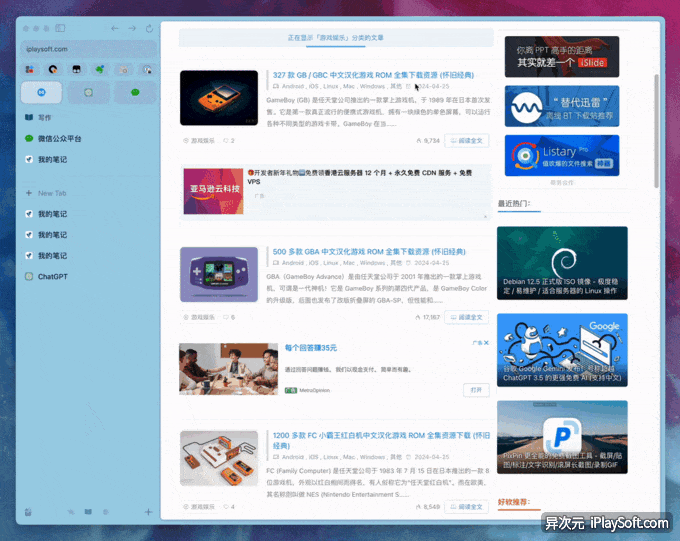 iplaysoft.com
写作
微信公众平台
我的笔记
New Tab
我的笔记
我的笔记
我的笔记
ChatGPT
正在显示「游戏娱乐」分类的文章
327 款 GB / GBC 中文汉化游戏 ROM 全集下载资源 (怀旧经典)
Android , iOS , Linux , Mac , Windows , 其他 2024-04-25
GameBoy (GB) 是任天堂公司推出的一款掌上游戏机，于 1989 年在日本首次发
售。它是第一款真正流行的便携式游戏机，拥有一块绿色的单色屏幕，可以运行
各种不同类型的游戏卡带，GameBoy 在当......
游戏娱乐 2 9,734 阅读全文
亚马逊云科技
开发者新年礼物 免费领香港云服务器 12 个月 + 永久免费 CDN 服务 + 免费
VPS
广告
500 多款 GBA 中文汉化游戏 ROM 全集下载资源 (怀旧经典)
Android , iOS , Linux , Mac , Windows , 其他 2024-04-25
GBA（GameBoy Advance）是由任天堂公司于 2001 年推出的一款掌上游戏
机，可谓是一代神机！它是 GameBoy 系列的第四代产品，是 GameBoy Color
的升级版，后面也发布了改版折叠屏的 GBA-SP，但性能和......
游戏娱乐 5 17,167 阅读全文
每个回答赚35元
广告
通过回答问题赚钱。 我们以现金支付。 简单而有趣。
MetroOpinion
打开
1200 多款 FC 小霸王红白机中文汉化游戏 ROM 全集资源下载 (怀旧
经典)
Android , iOS , Linux , Mac , Windows , 其他 2024-04-25
FC (Family Computer) 是任天堂公司于 1983 年 7 月 15 日在日本推出的一款 8
位游戏机，外观以红白相间而得名，有人俗称它为“任天堂红白机”。而在欧美，
其名称则叫做 NES (Nintendo Entertainment S......
游戏娱乐 4 8,549 阅读全文
你离 PPT 高手的距离
其实就差一个 iSlide
“ 替代迅雷 ”
离线 BT 下载站推荐
Listary Pro
值欢爆的文件搜索 神器
最近热门：
Debian 12.5 正式版 ISO 镜像 - 极度稳
定 / 易维护 / 适合服务器的 Linux 操作
Google
谷歌 Google Gemini 发布！号称超越
ChatGPT 3.5 的更强免费 AI (支持中文)
PixPin 更全能的免费截图工具 - 截屏/贴
图/标注/文字识别/滚屏长截图/录制GIF
好软推荐：
异次元 iPlaySoft.com